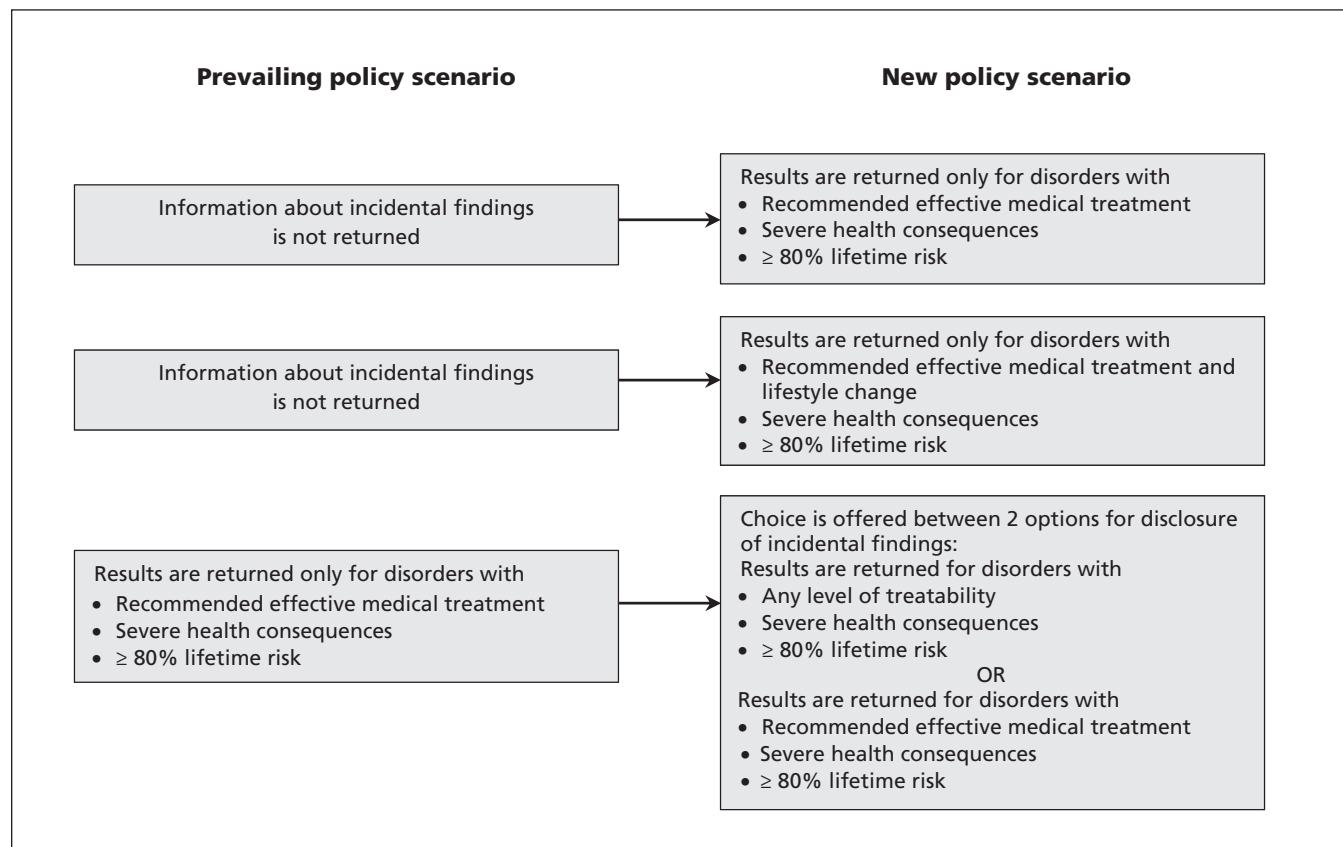 Prevailing policy scenario
New policy scenario
Information about incidental findings
is not returned
Results are returned only for disorders with
• Recommended effective medical treatment
• Severe health consequences
• ≥ 80% lifetime risk
Information about incidental findings
is not returned
Results are returned only for disorders with
• Recommended effective medical treatment and
lifestyle change
• Severe health consequences
• ≥ 80% lifetime risk
Results are returned only for disorders with
• Recommended effective medical treatment
• Severe health consequences
• ≥ 80% lifetime risk
Choice is offered between 2 options for disclosure
of incidental findings:
Results are returned for disorders with
• Any level of treatability
• Severe health consequences
• ≥ 80% lifetime risk
OR
Results are returned for disorders with
• Recommended effective medical treatment
• Severe health consequences
• ≥ 80% lifetime risk